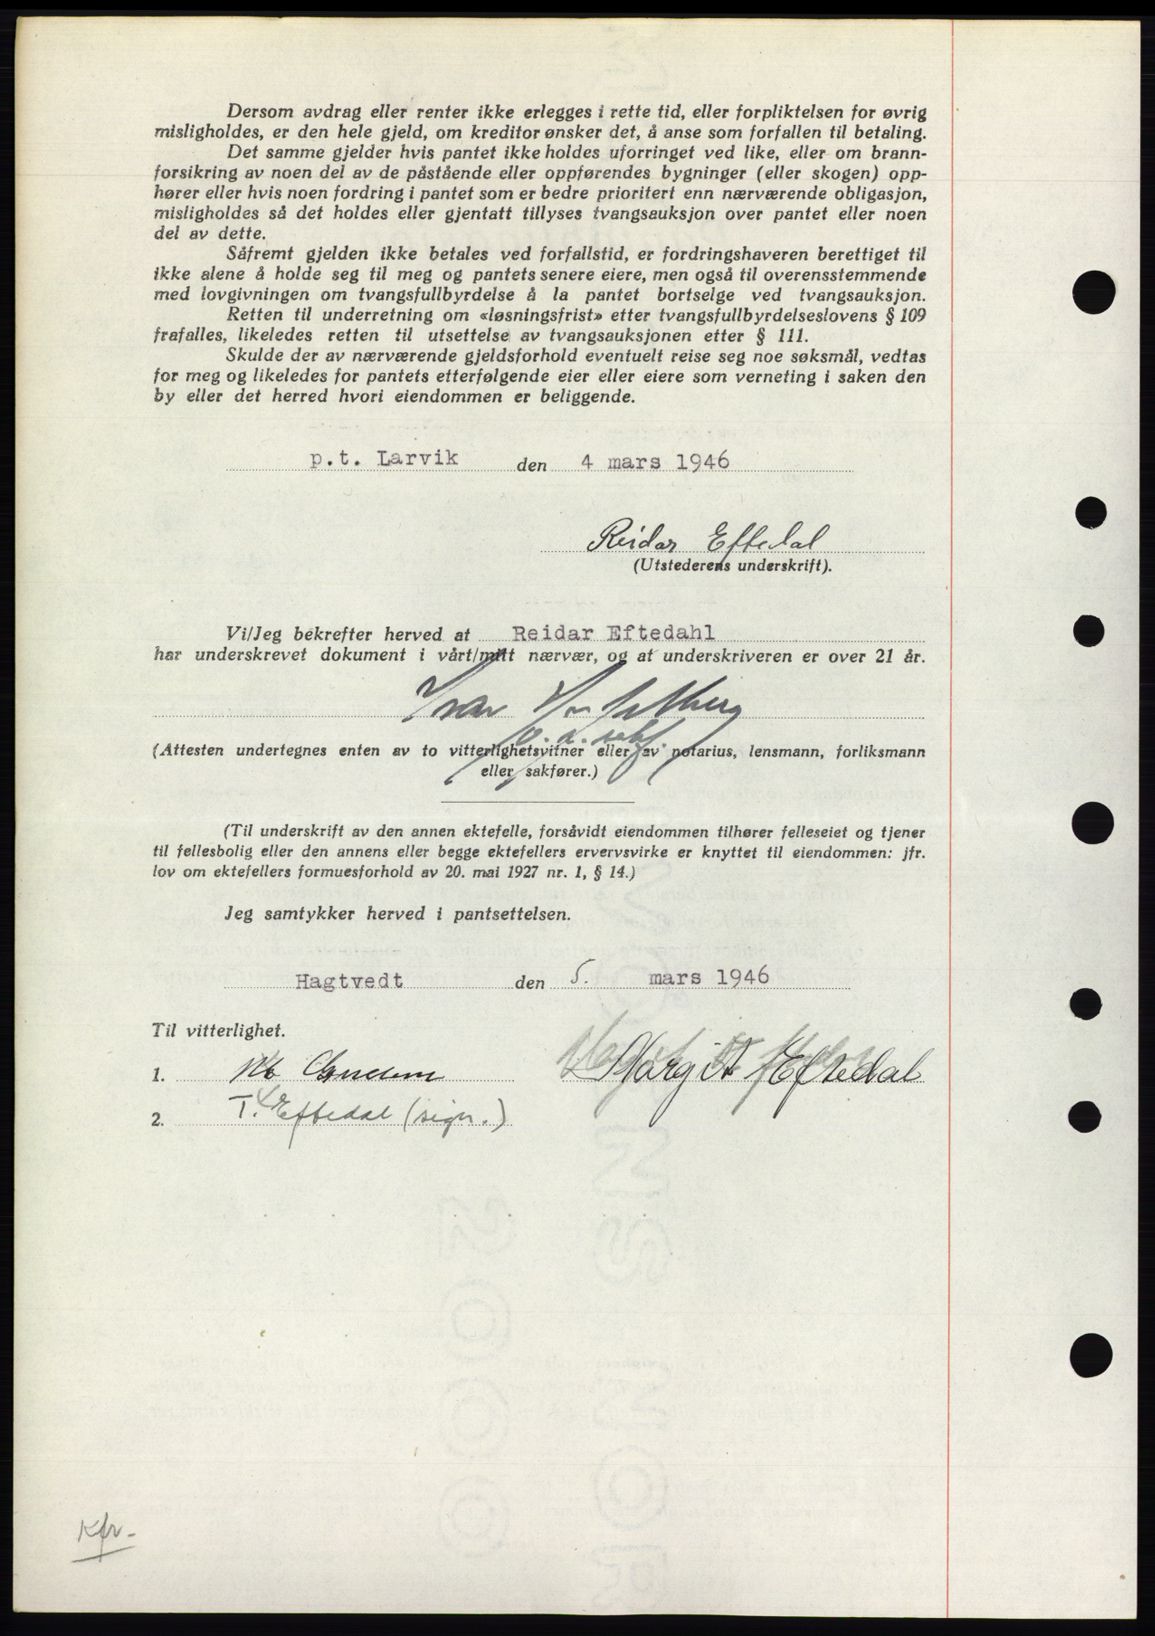 Dersom avdrag eller renter ikke erlegges i rette tid, eller forpliktelsen for øvrig
misligholdes, er den hele gjeld, om kreditor ønsker det, å anse som forfallen til betaling.
Det samme gjelder hvis pantet ikke holdes uforringet ved like, eller om brann-
forsikring av noen del av de påstående eller oppførendes bygninger (eller skogen) opp-
hører eller hvis noen fordring i pantet som er bedre prioritert enn nærværende obligasjon,
misligholdes så det holdes eller gjentatt tillyses tvangsauksjon over pantet eller noen
del av dette.
Såfremt gjelden ikke betales ved forfallstid, er fordringshaveren berettiget til
ikke alene å holde seg til meg og pantets senere eiere, men også til overensstemmende
med lovgivningen om tvangsfullbyrdelse å la pantet bortselge ved tvangsauksjon.
Retten til underretning om «løsningsfrist» etter tvangsfullbyrdelseslovens § 109
frafalles, likeledes retten til utsettelse av tvangsauksjonen etter § 111.
Skulde der av nærværende gjeldsforhold eventuelt reise seg noe søksmål, vedtas
for meg og likeledes for pantets etterfølgende eier eller eiere som verneting i saken den
by eller det herred hvori eiendommen er beliggende.
p.t. Larvik den 4 mars 1946
Reidar Eftedal
(Utstederens underskrift).
Vi/Jeg bekrefter herved at Reidar Eftedahl
har underskrevet dokument i vårt/mitt nærvær, og at underskriveren er over 21 år.
Ivar
(Attesten undertegnes enten av to vitterlighetsvitner eller av notarius, lensmann, forliksmann
eller sakfører.)
(Til underskrift av den annen ektefelle, forsåvidt eiendommen tilhører felleseiet og tjener
til fellesbolig eller den annens eller begge ektefellers ervervsvirke er knyttet til eiendommen: jfr.
lov om ektefellers formuesforhold av 20. mai 1927 nr. 1, § 14.)
Jeg samtykker herved i pantsettelsen.
Hagtvedt den 5. mars 1946
Til vitterlighet.
Margit Eftedal
1.
2. T. Eftedal (sign.)
Kfr.